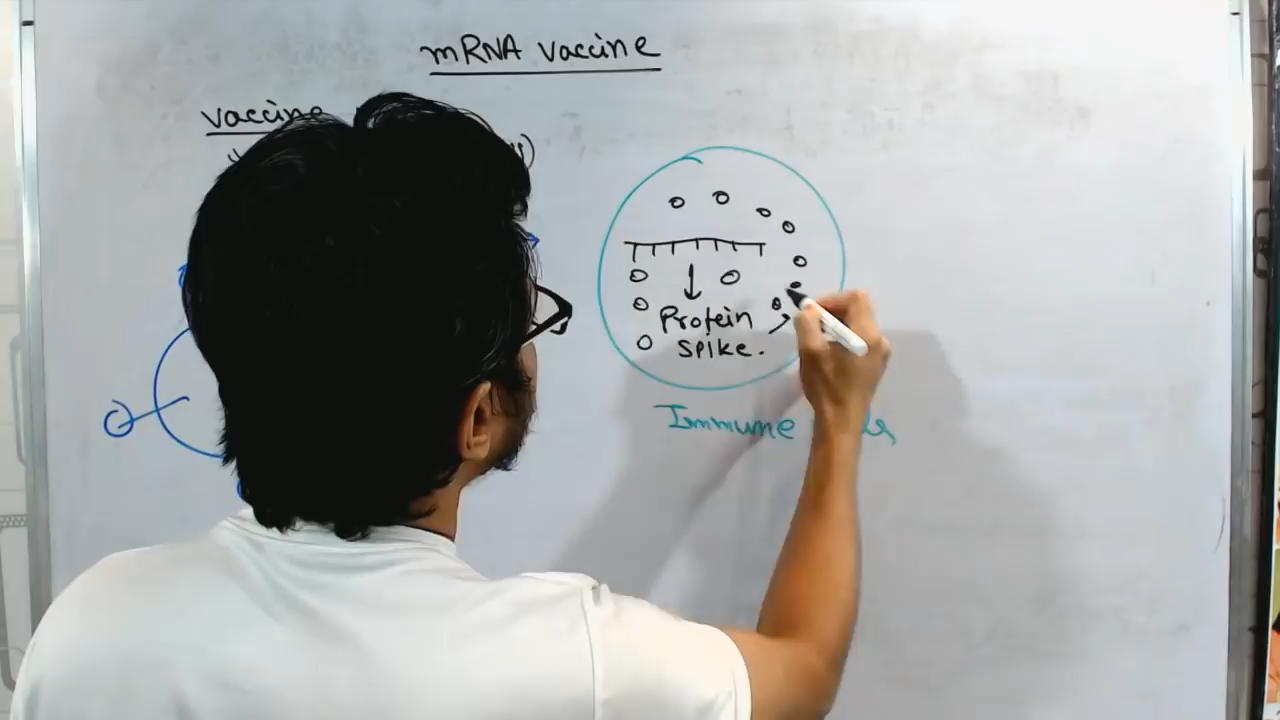 mRNA vaccine
vaccine
Protein
spike.
Immune